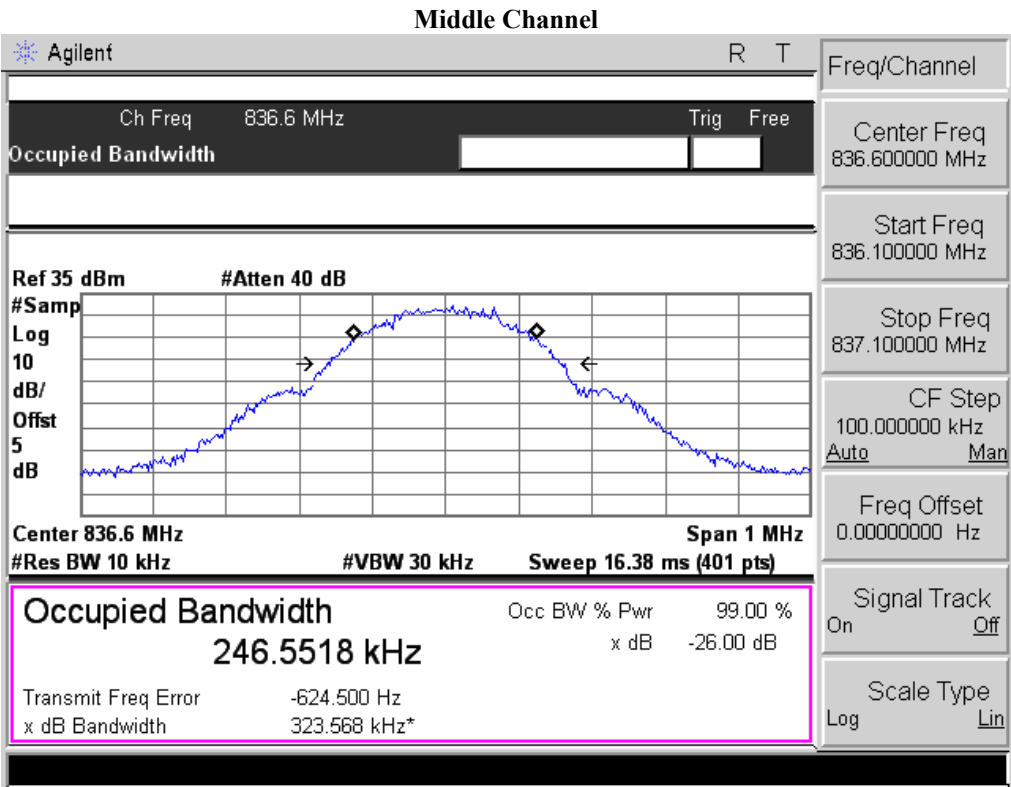 Middle Channel
Agilent R T
Freq/Channel
Ch Freq 836.6 MHz Trig Free
Occupied Bandwidth
Center Freq
836.600000 MHz
Start Freq
836.100000 MHz
Stop Freq
837.100000 MHz
CF Step
100.000000 kHz
Auto Man
Freq Offset
0.00000000 Hz
Signal Track
On Off
Scale Type
Log Lin
Ref 35 dBm #Atten 40 dB
#Samp
Log
10
dB/
Offst
5
dB
Center 836.6 MHz Span 1 MHz
#Res BW 10 kHz #VBW 30 kHz Sweep 16.38 ms (401 pts)
Occupied Bandwidth Occ BW % Pwr 99.00 %
246.5518 kHz x dB -26.00 dB
Transmit Freq Error -624.500 Hz
x dB Bandwidth 323.568 kHz*